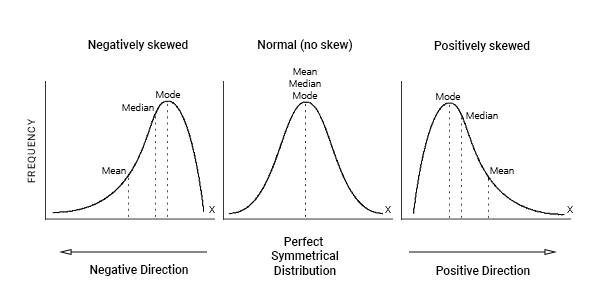 Negatively skewed
Normal (no skew)
Positively skewed
FREQUENCY
Mode
Median
Mean
X
Mean
Median
Mode
X
Mode
Median
Mean
X
Negative Direction
Perfect
Symmetrical
Distribution
Positive Direction